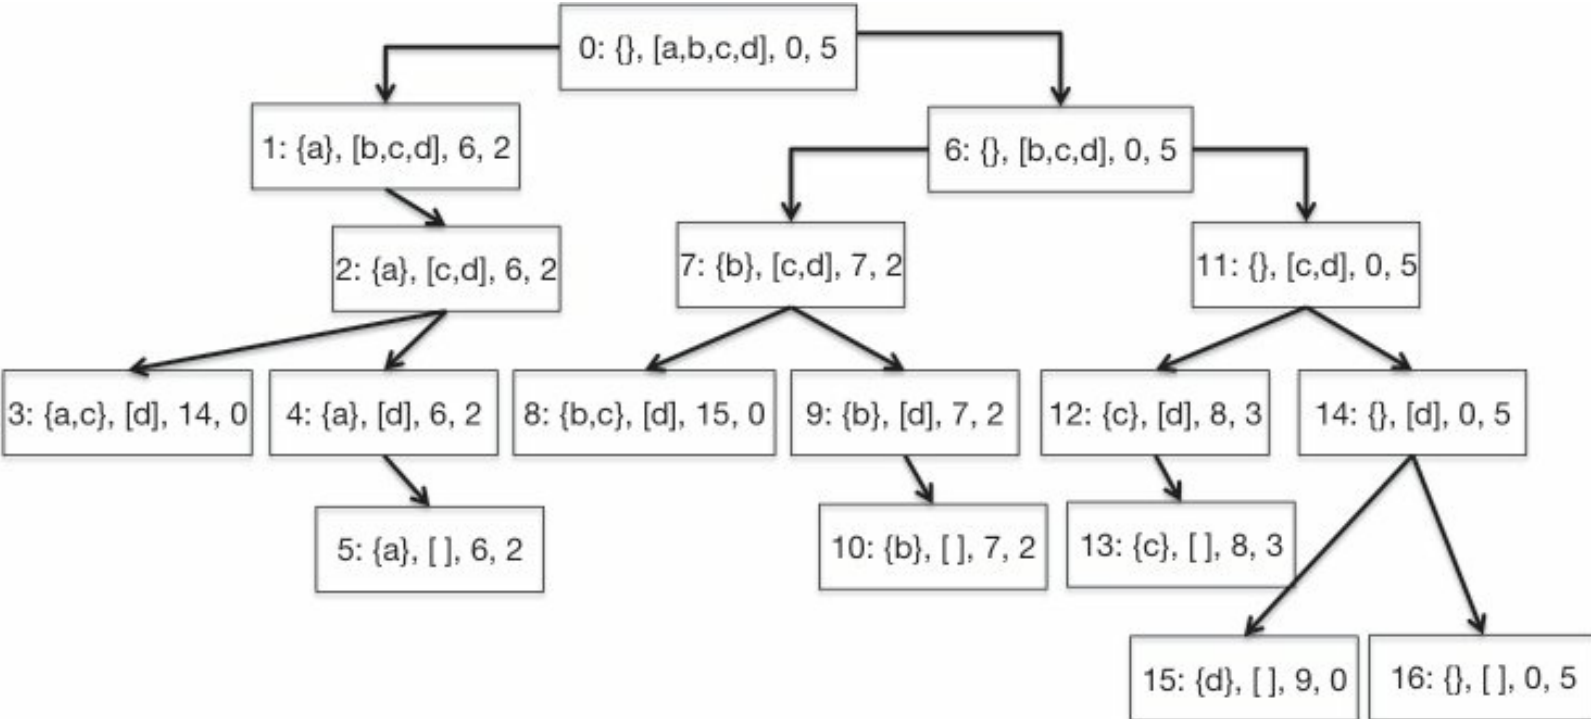 0: {}, [a,b,c,d], 0, 5
1: {a}, [b,c,d], 6, 2
6: {}, [b,c,d], 0, 5
2: {a}, [c,d], 6, 2
7: {b}, [c,d], 7, 2
11: {}, [c,d], 0, 5
3: {a,c}, [d], 14, 0
4: {a}, [d], 6, 2
8: {b,c}, [d], 15, 0
9: {b}, [d], 7, 2
12: {c}, [d], 8, 3
14: {}, [d], 0, 5
5: {a}, [ ], 6, 2
10: {b}, [ ], 7, 2
13: {c}, [ ], 8, 3
15: {d}, [ ], 9, 0
16: {}, [ ], 0, 5